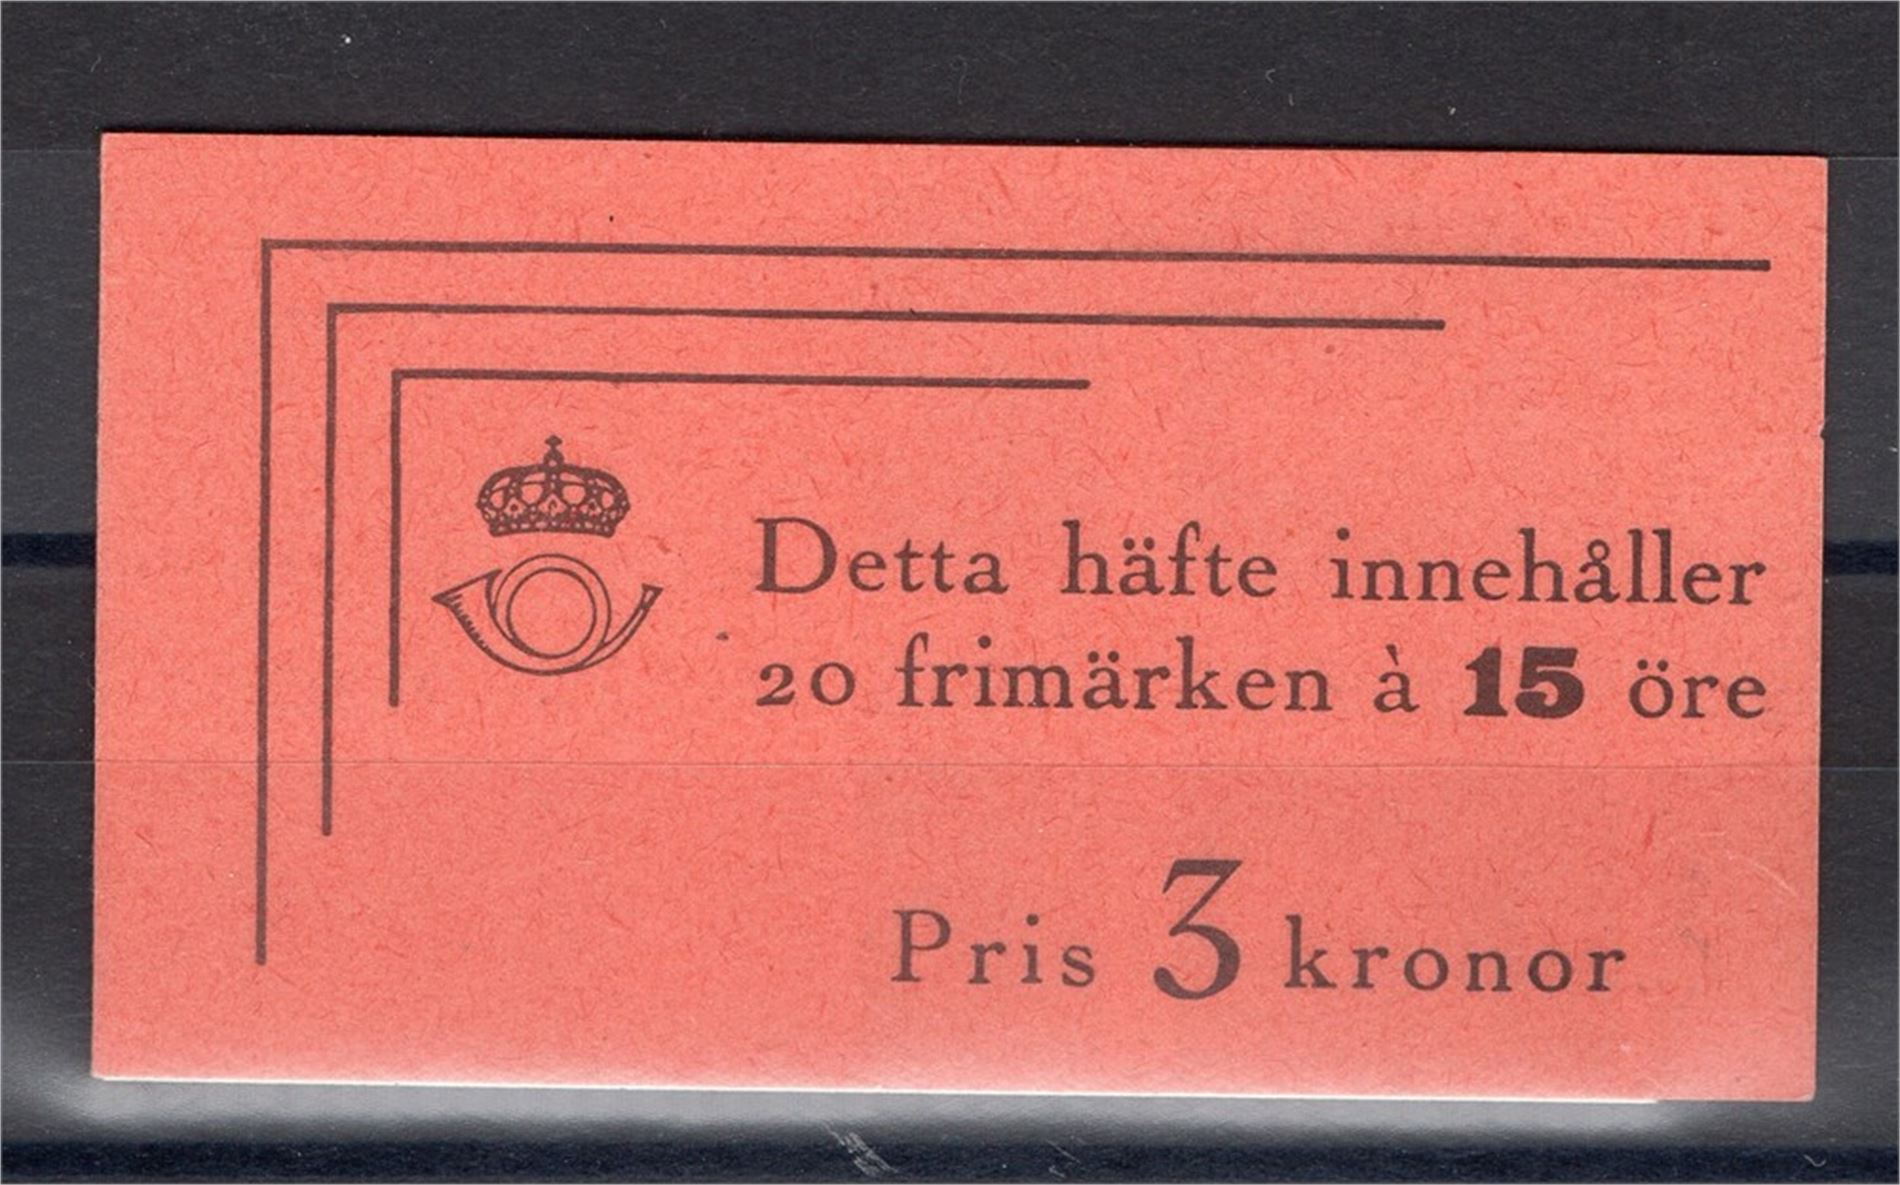 Detta häfte innehåller
20 frimärken à 15 öre
Pris 3 kronor